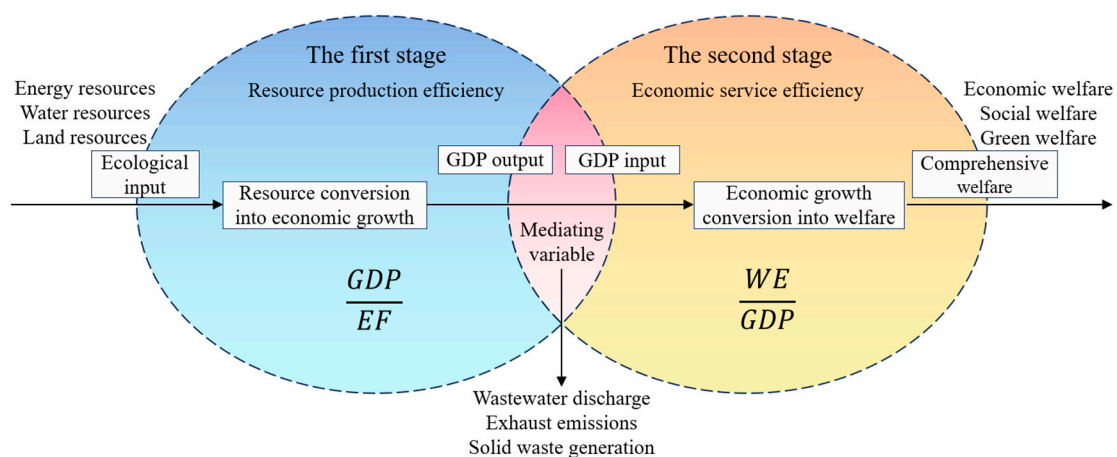 The first stage
Resource production efficiency
The second stage
Economic service efficiency
Energy resources
Water resources
Land resources
Ecological
input
Resource conversion
into economic growth
GDP output
GDP input
Mediating
variable
Economic growth
conversion into welfare
Economic welfare
Social welfare
Green welfare
Comprehensive
welfare
GDP
EF
WE
GDP
Wastewater discharge
Exhaust emissions
Solid waste generation